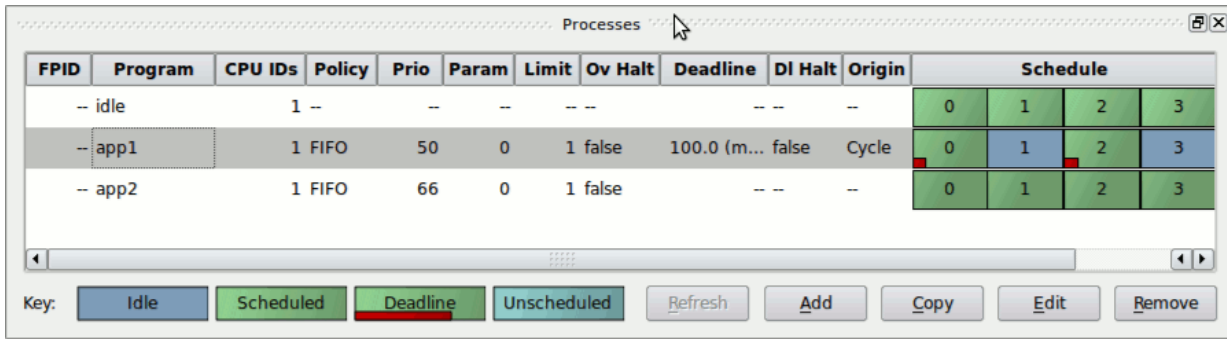 Processes
FPID Program CPU IDs Policy Prio Param Limit Ov Halt Deadline Dl Halt Origin Schedule
-- idle 1 -- -- -- -- -- -- -- -- 0 1 2 3
-- app1 1 FIFO 50 0 1 false 100.0 (m... false Cycle 0 1 2 3
-- app2 1 FIFO 66 0 1 false -- -- -- 0 1 2 3
Key: Idle Scheduled Deadline Unscheduled Refresh Add Copy Edit Remove